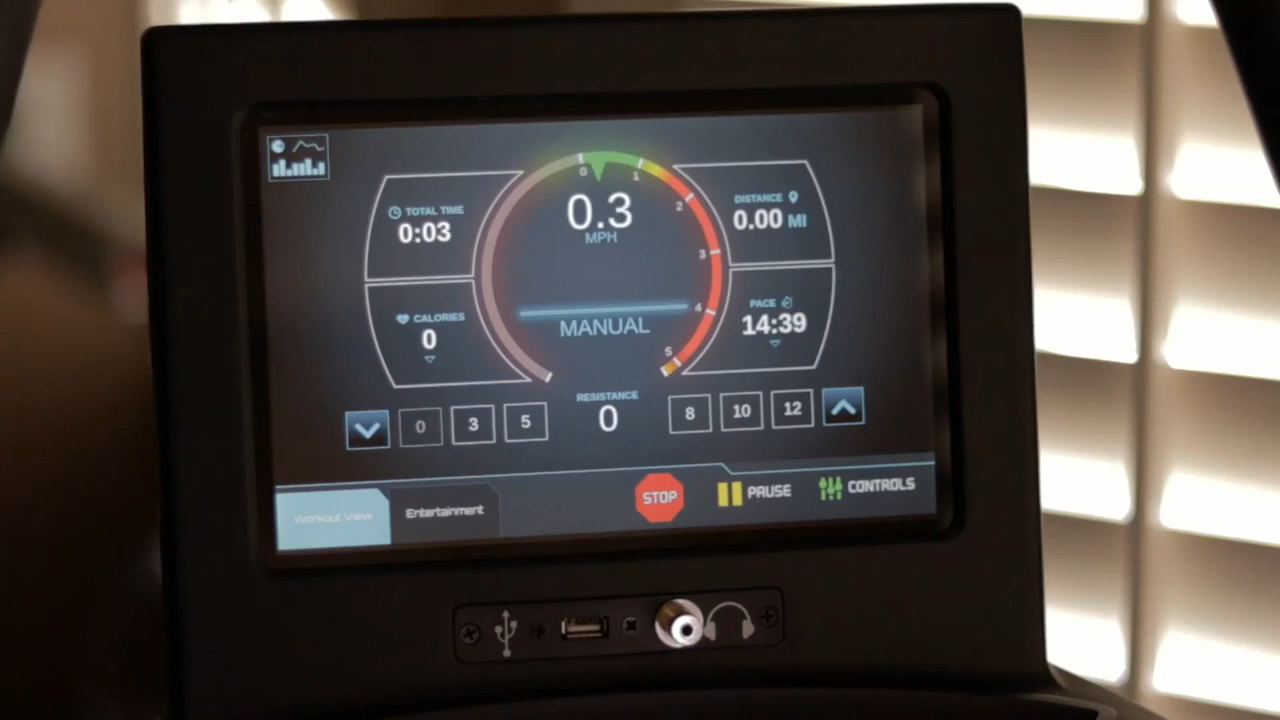 TOTAL TIME
0:03
CALORIES
0
0
1
2
3
4
5
0.3
MPH
MANUAL
DISTANCE
0.00 MI
PACE
14:39
RESISTANCE
0
0
3
5
8
10
12
Workout View
Entertainment
STOP
PAUSE
CONTROLS